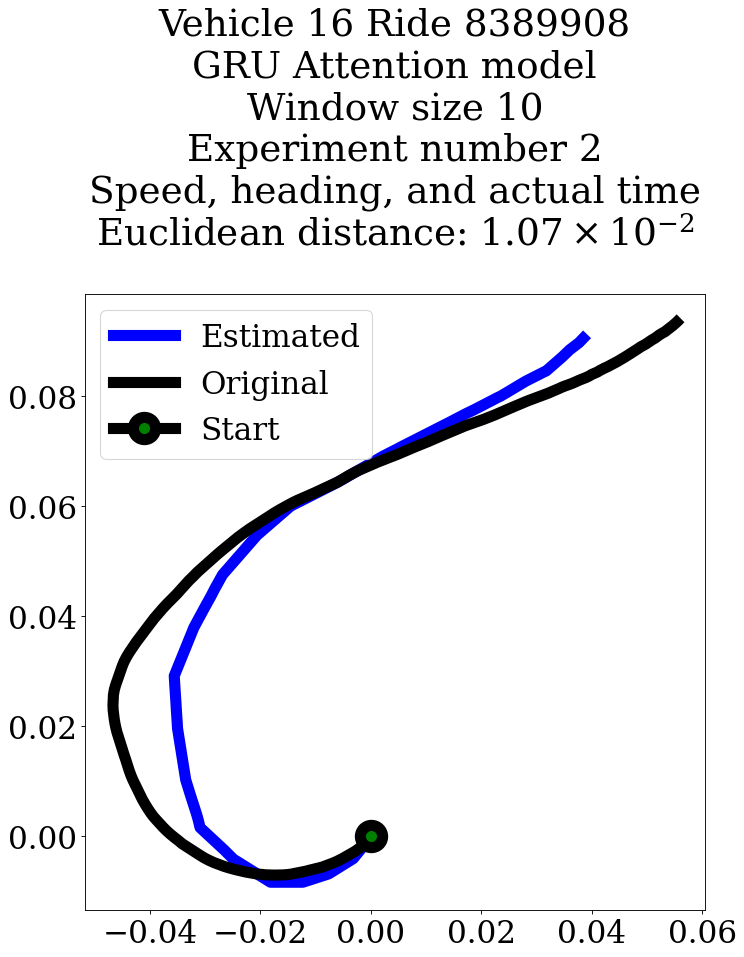 Vehicle 16 Ride 8389908
GRU Attention model
Window size 10
Experiment number 2
Speed, heading, and actual time
Euclidean distance: 1.07 × 10⁻²
Estimated
Original
Start
0.08
0.06
0.04
0.02
0.00
−0.04 −0.02 0.00 0.02 0.04 0.06